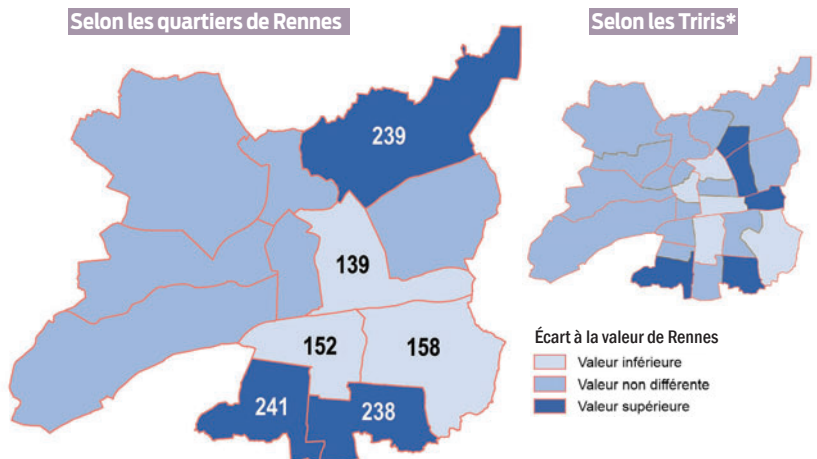 Selon les quartiers de Rennes
Selon les Triris*
239
139
152
158
241
238
Écart à la valeur de Rennes
Valeur inférieure
Valeur non différente
Valeur supérieure